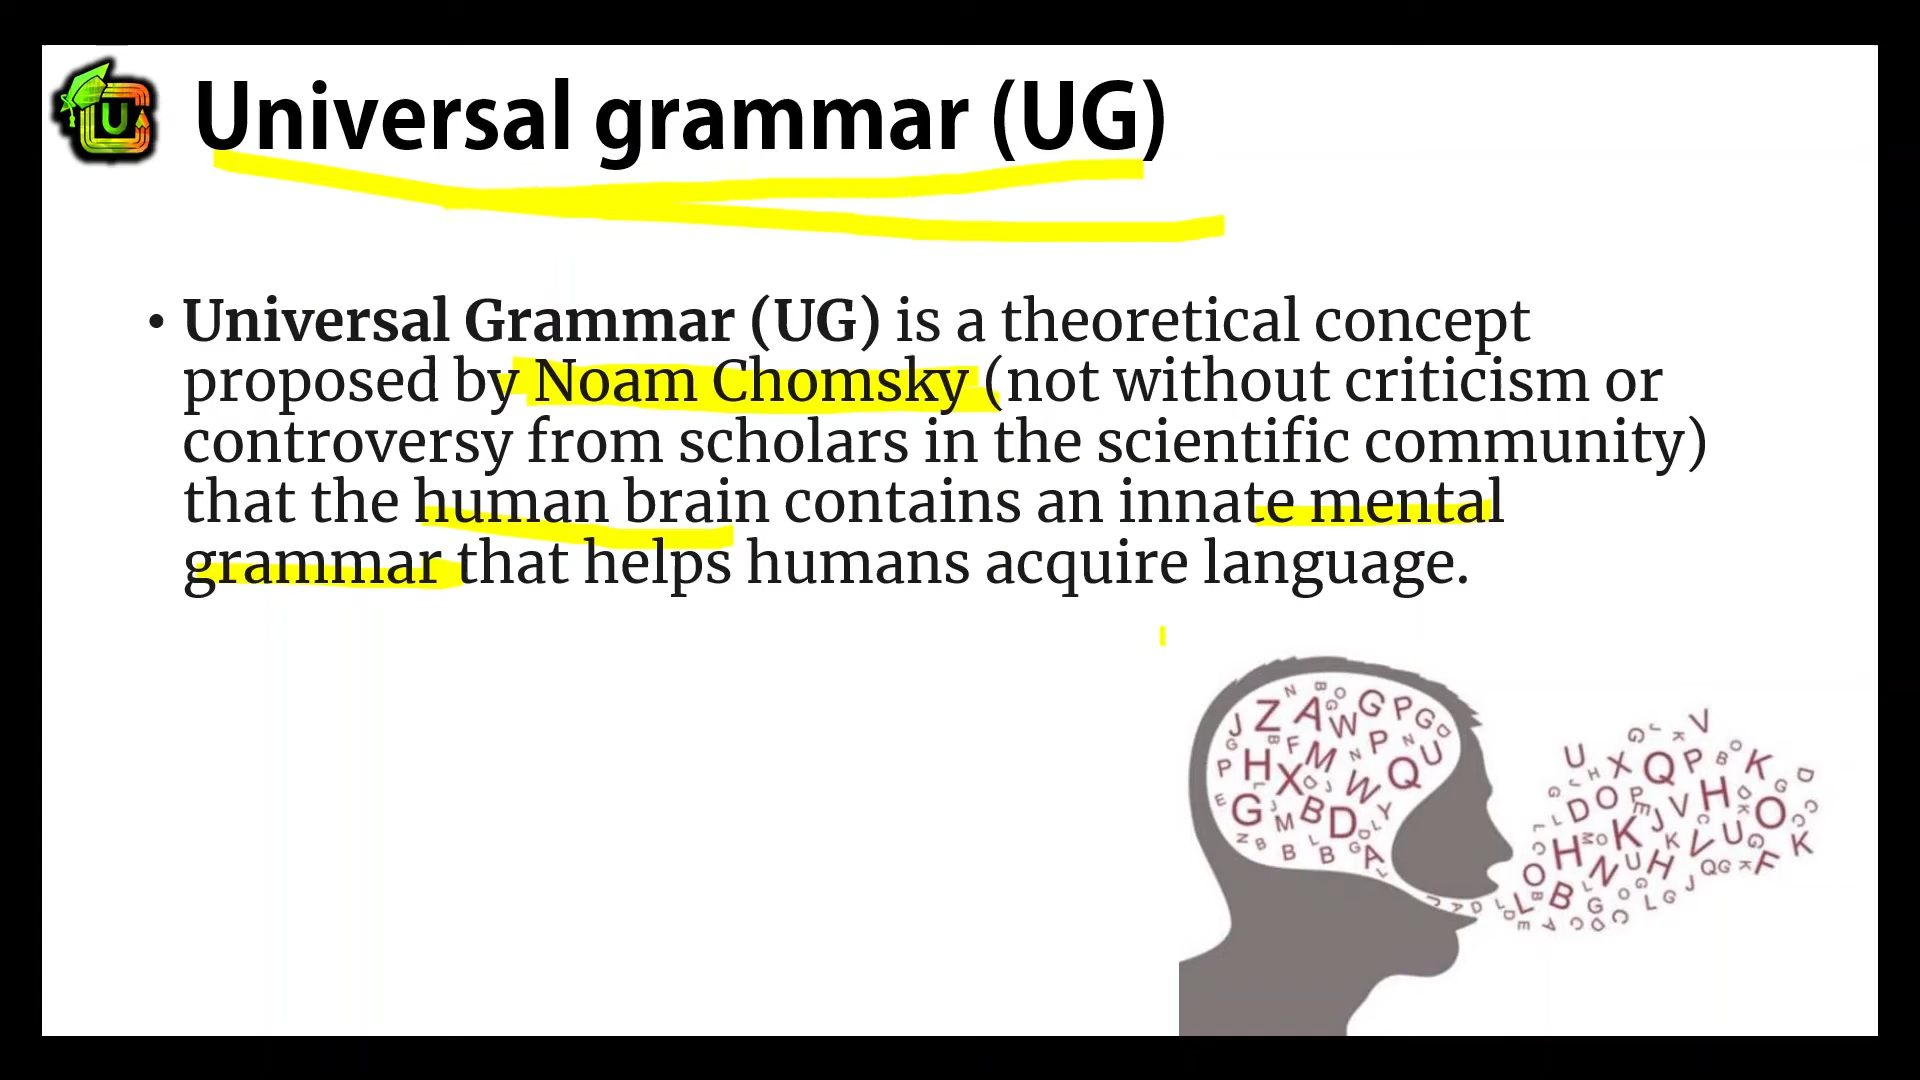 U
Universal grammar (UG)
• Universal Grammar (UG) is a theoretical concept
proposed by Noam Chomsky (not without criticism or
controversy from scholars in the scientific community)
that the human brain contains an innate mental
grammar that helps humans acquire language.